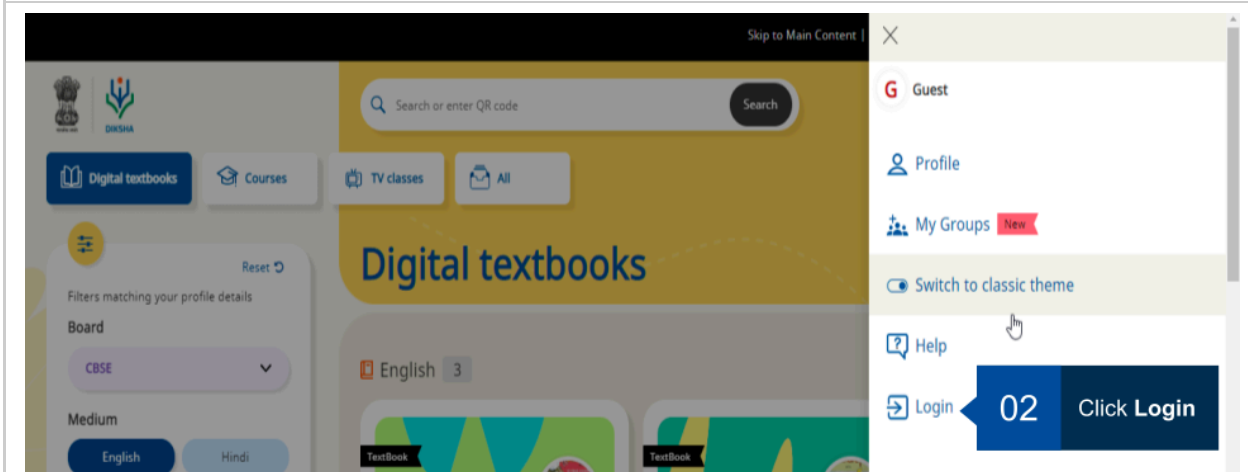 Skip to Main Content |
DIKSHA
Search or enter QR code
Search
Digital textbooks
Courses
TV classes
All
Reset
Filters matching your profile details
Board
CBSE
Medium
English
Hindi
Digital textbooks
English 3
TextBook
TextBook
G Guest
Profile
My Groups New
Switch to classic theme
Help
Login
02 Click Login